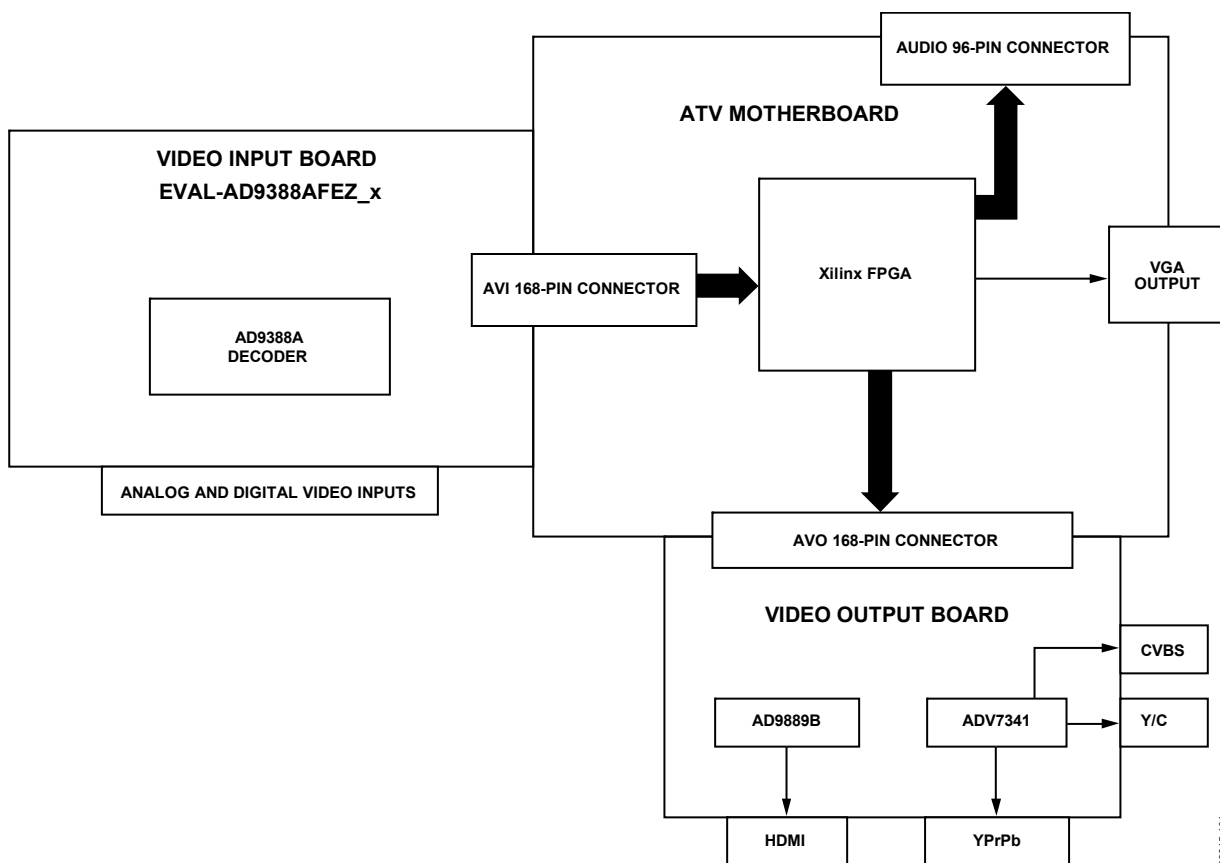 AUDIO 96-PIN CONNECTOR
ATV MOTHERBOARD
VIDEO INPUT BOARD
EVAL-AD9388AFEZ_x
AVI 168-PIN CONNECTOR
Xilinx FPGA
VGA
OUTPUT
AD9388A
DECODER
ANALOG AND DIGITAL VIDEO INPUTS
AVO 168-PIN CONNECTOR
VIDEO OUTPUT BOARD
CVBS
AD9889B
ADV7341
Y/C
HDMI
YPrPb